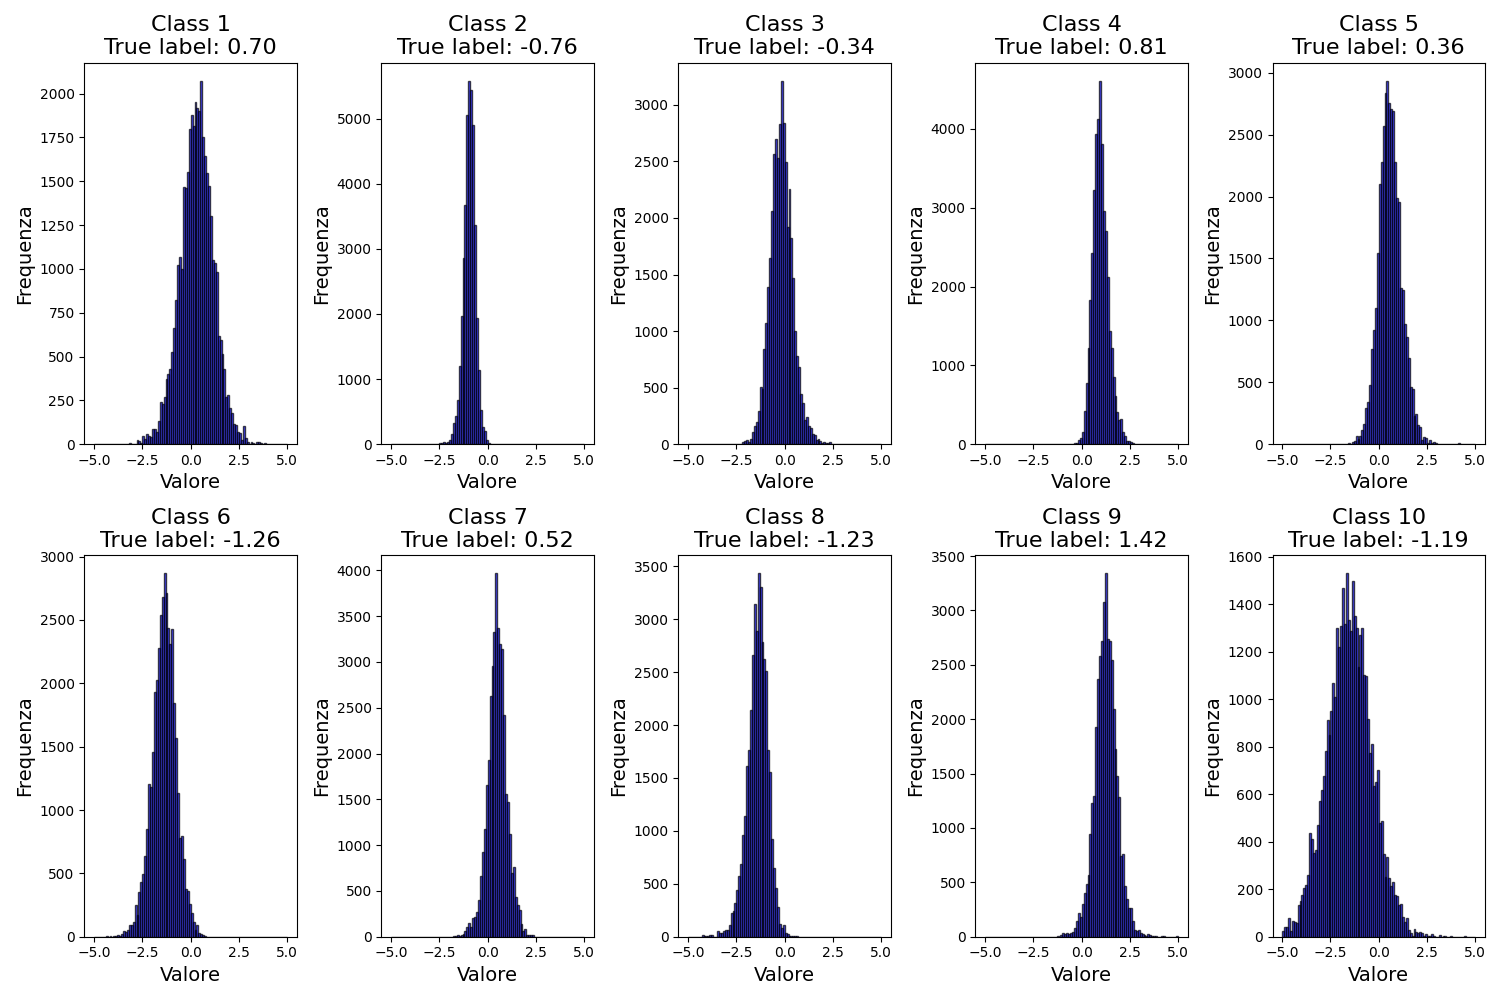 Class 1
True label: 0.70
Class 2
True label: -0.76
Class 3
True label: -0.34
Class 4
True label: 0.81
Class 5
True label: 0.36
Frequenza
2000
1750
1500
1250
1000
750
500
250
0
−5.0 −2.5 0.0 2.5 5.0
Valore
Frequenza
5000
4000
3000
2000
1000
0
−5.0 −2.5 0.0 2.5 5.0
Valore
Frequenza
3000
2500
2000
1500
1000
500
0
−5.0 −2.5 0.0 2.5 5.0
Valore
Frequenza
4000
3000
2000
1000
0
−5.0 −2.5 0.0 2.5 5.0
Valore
Frequenza
3000
2500
2000
1500
1000
500
0
−5.0 −2.5 0.0 2.5 5.0
Valore
Class 6
True label: -1.26
Class 7
True label: 0.52
Class 8
True label: -1.23
Class 9
True label: 1.42
Class 10
True label: -1.19
Frequenza
3000
2500
2000
1500
1000
500
0
−5.0 −2.5 0.0 2.5 5.0
Valore
Frequenza
4000
3500
3000
2500
2000
1500
1000
500
0
−5.0 −2.5 0.0 2.5 5.0
Valore
Frequenza
3500
3000
2500
2000
1500
1000
500
0
−5.0 −2.5 0.0 2.5 5.0
Valore
Frequenza
3500
3000
2500
2000
1500
1000
500
0
−5.0 −2.5 0.0 2.5 5.0
Valore
Frequenza
1600
1400
1200
1000
800
600
400
200
0
−5.0 −2.5 0.0 2.5 5.0
Valore